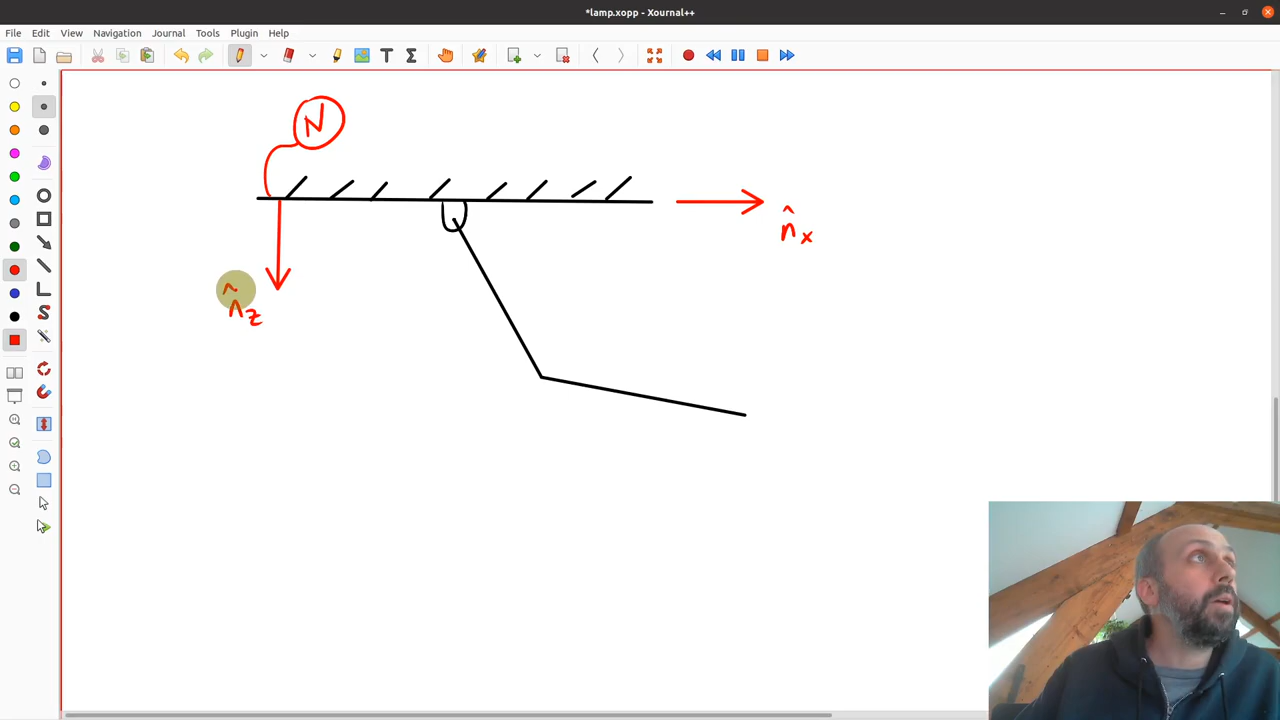 *lamp.xopp - Xournal++
File Edit View Navigation Journal Tools Plugin Help
N
n̂x
n̂z